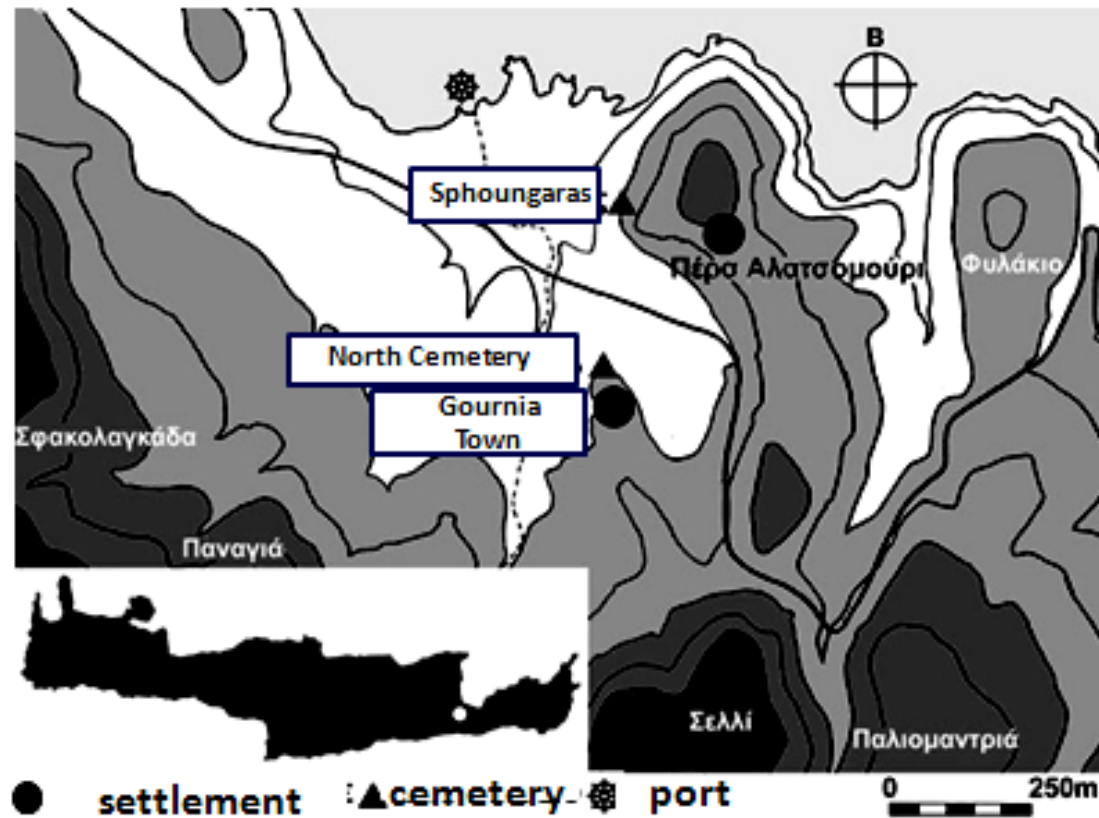 B
Sphoungaras
Πέρα Αλατσομούρι
Φυλάκιο
North Cemetery
Gournia
Town
Σφακολαγκάδα
Παναγιά
Σελλί
Παλιομαντριά
settlement
cemetery
port
0 250m